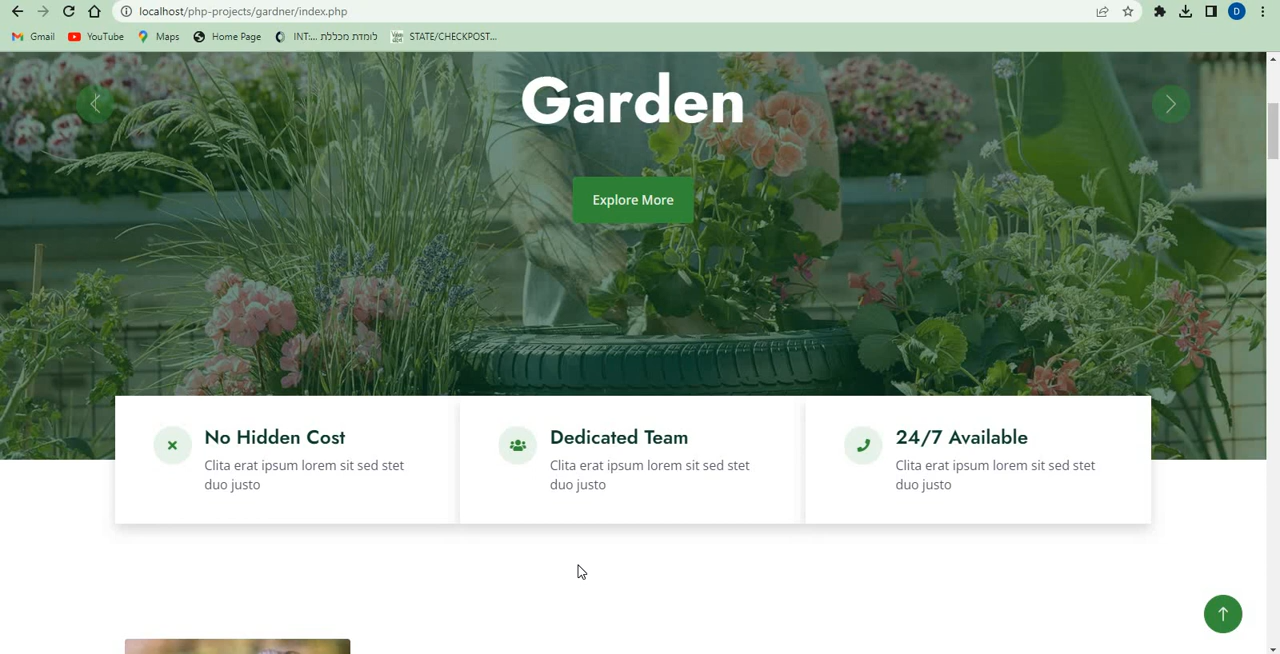 localhost/php-projects/gardner/index.php
D
Gmail YouTube Maps Home Page INT:... לומדת מכללת STATE/CHECKPOST...
Garden
Explore More
No Hidden Cost
Clita erat ipsum lorem sit sed stet
duo justo
Dedicated Team
Clita erat ipsum lorem sit sed stet
duo justo
24/7 Available
Clita erat ipsum lorem sit sed stet
duo justo